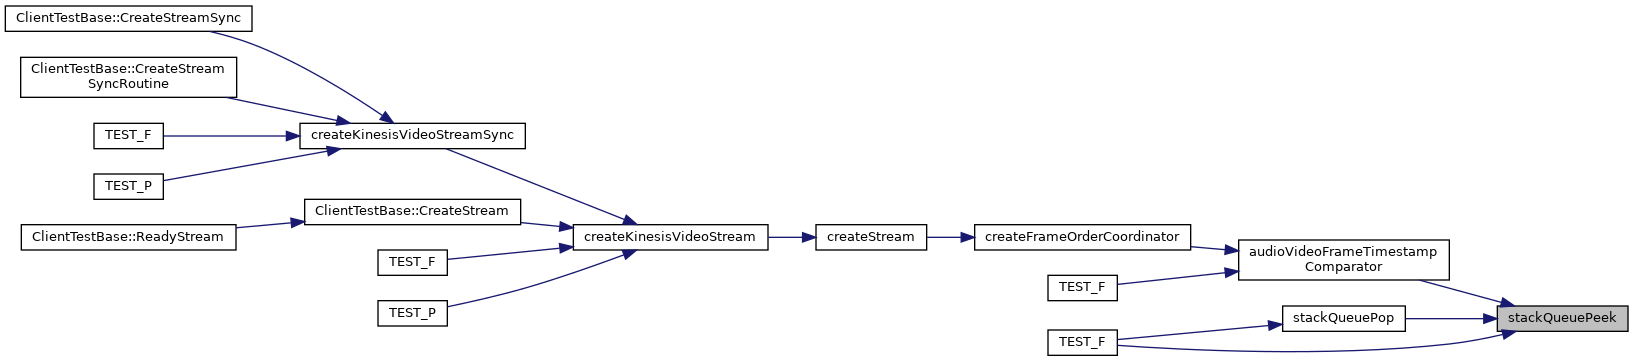 ClientTestBase::CreateStreamSync
ClientTestBase::CreateStream
SyncRoutine
createKinesisVideoStreamSync
TEST_F
TEST_P
ClientTestBase::CreateStream
ClientTestBase::ReadyStream
createKinesisVideoStream
createStream
createFrameOrderCoordinator
audioVideoFrameTimestamp
Comparator
TEST_F
TEST_F
TEST_P
stackQueuePop
stackQueuePeek
TEST_F